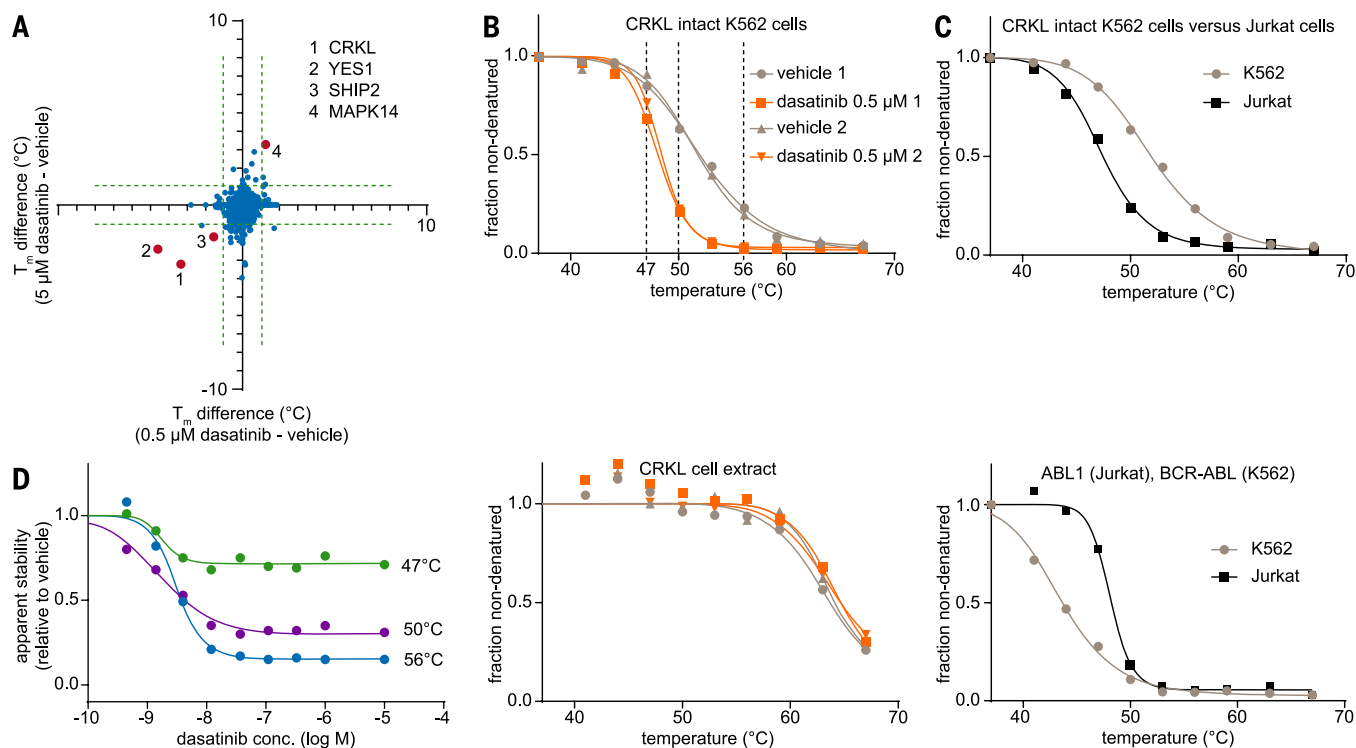 A
10
1 CRKL
2 YES1
3 SHIP2
4 MAPK14
4
3
2
1
10
-10
Tm difference (°C)
(5 µM dasatinib - vehicle)
Tm difference (°C)
(0.5 µM dasatinib - vehicle)
B
CRKL intact K562 cells
vehicle 1
dasatinib 0.5 µM 1
vehicle 2
dasatinib 0.5 µM 2
fraction non-denatured
1.0
0.5
0.0
40 47 50 56 60 70
temperature (°C)
C
CRKL intact K562 cells versus Jurkat cells
K562
Jurkat
fraction non-denatured
1.0
0.5
0.0
40 50 60 70
temperature (°C)
D
apparent stability
(relative to vehicle)
1.0
0.5
0.0
47°C
50°C
56°C
-10 -9 -8 -7 -6 -5 -4
dasatinib conc. (log M)
CRKL cell extract
fraction non-denatured
1.0
0.5
0.0
40 50 60 70
temperature (°C)
ABL1 (Jurkat), BCR-ABL (K562)
K562
Jurkat
fraction non-denatured
1.0
0.5
0.0
40 50 60 70
temperature (°C)